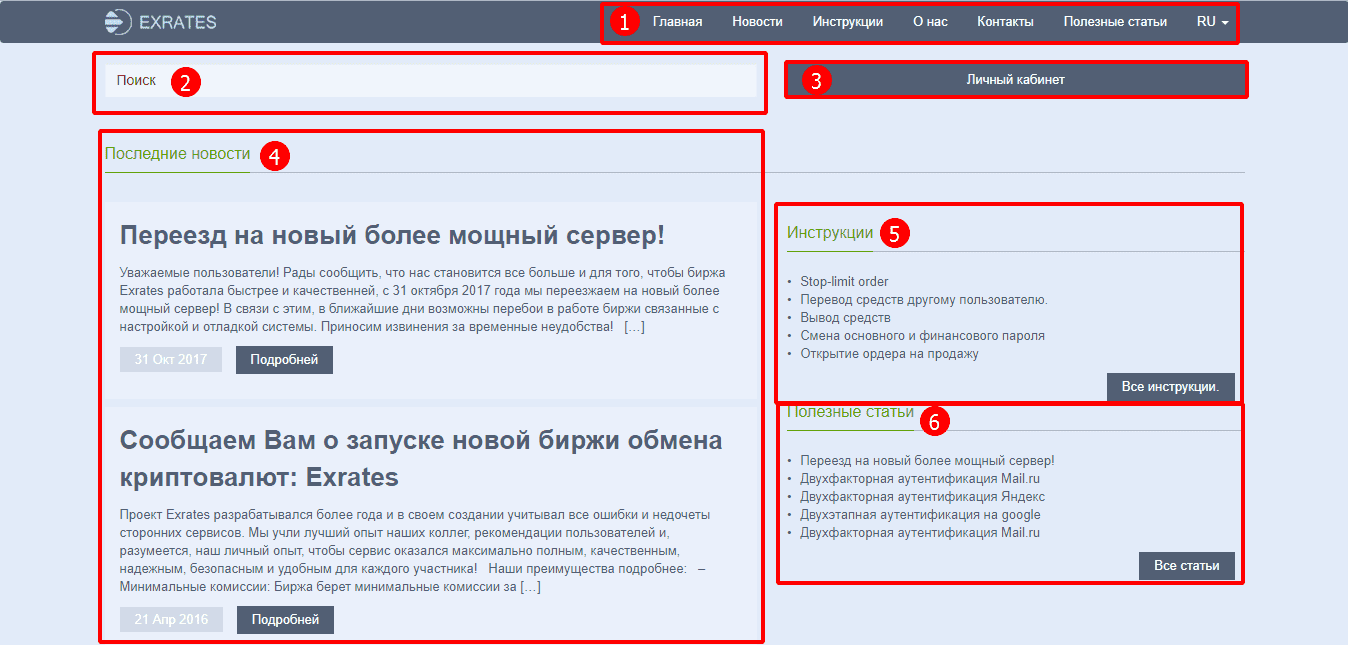 EXRATES
1 Главная Новости Инструкции О нас Контакты Полезные статьи RU
Поиск 2
3 Личный кабинет
Последние новости 4
Переезд на новый более мощный сервер!
Уважаемые пользователи! Рады сообщить, что нас становится все больше и для того, чтобы биржа
Exrates работала быстрее и качественней, с 31 октября 2017 года мы переезжаем на новый более
мощный сервер! В связи с этим, в ближайшие дни возможны перебои в работе биржи связанные с
настройкой и отладкой системы. Приносим извинения за временные неудобства! […]
31 Окт 2017 Подробней
Сообщаем Вам о запуске новой биржи обмена
криптовалют: Exrates
Проект Exrates разрабатывался более года и в своем создании учитывал все ошибки и недочеты
сторонних сервисов. Мы учли лучший опыт наших коллег, рекомендации пользователей и,
разумеется, наш личный опыт, чтобы сервис оказался максимально полным, качественным,
надежным, безопасным и удобным для каждого участника! Наши преимущества подробнее: –
Минимальные комиссии: Биржа берет минимальные комиссии за […]
21 Апр 2016 Подробней
Инструкции 5
• Stop-limit order
• Перевод средств другому пользователю.
• Вывод средств
• Смена основного и финансового пароля
• Открытие ордера на продажу
Все инструкции.
Полезные статьи 6
• Переезд на новый более мощный сервер!
• Двухфакторная аутентификация Mail.ru
• Двухфакторная аутентификация Яндекс
• Двухэтапная аутентификация на google
• Двухфакторная аутентификация Mail.ru
Все статьи